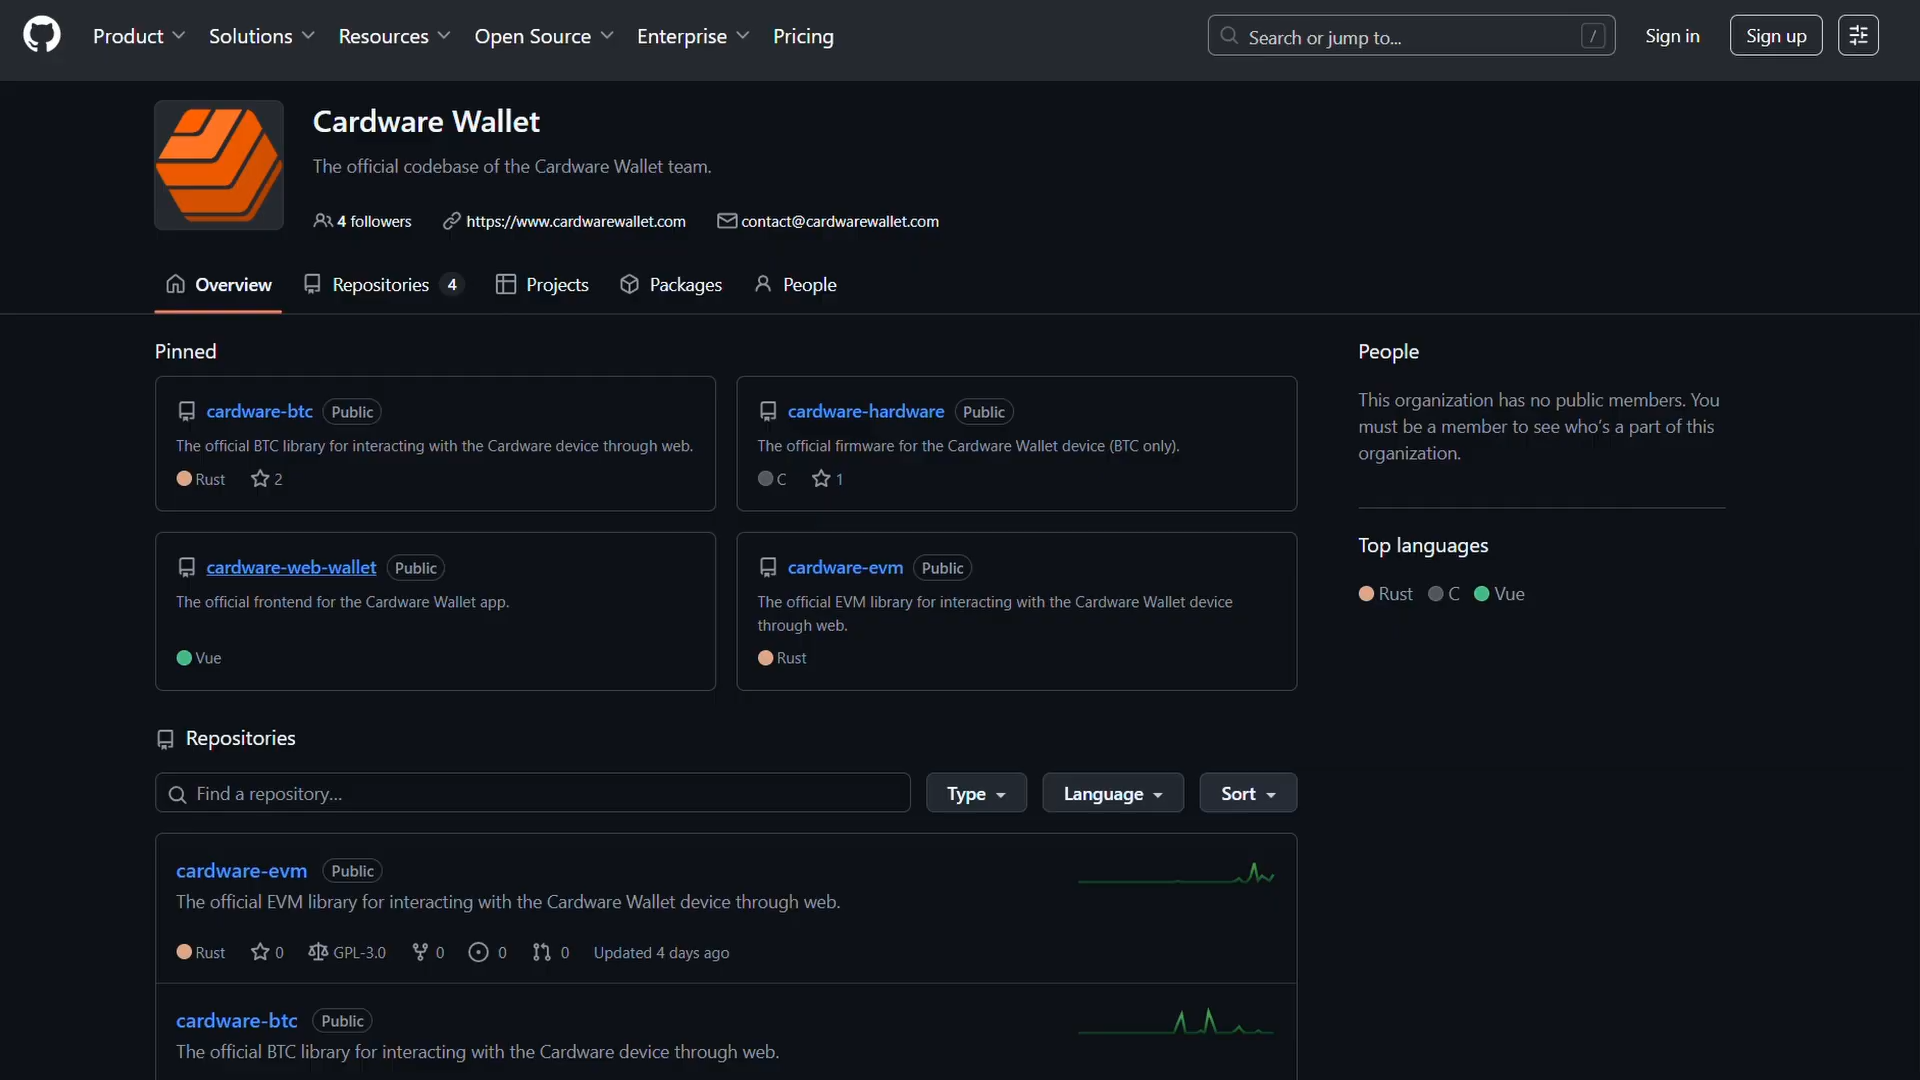 Product Solutions Resources Open Source Enterprise Pricing Search or jump to... / Sign in Sign up
Cardware Wallet
The official codebase of the Cardware Wallet team.
4 followers https://www.cardwarewallet.com contact@cardwarewallet.com
Overview Repositories 4 Projects Packages People
Pinned
cardware-btc Public
The official BTC library for interacting with the Cardware device through web.
Rust 2
cardware-hardware Public
The official firmware for the Cardware Wallet device (BTC only).
C 1
cardware-web-wallet Public
The official frontend for the Cardware Wallet app.
Vue
cardware-evm Public
The official EVM library for interacting with the Cardware Wallet device
through web.
Rust
People
This organization has no public members. You
must be a member to see who's a part of this
organization.
Top languages
Rust C Vue
Repositories
Find a repository... Type Language Sort
cardware-evm Public
The official EVM library for interacting with the Cardware Wallet device through web.
Rust 0 GPL-3.0 0 0 0 Updated 4 days ago
cardware-btc Public
The official BTC library for interacting with the Cardware device through web.